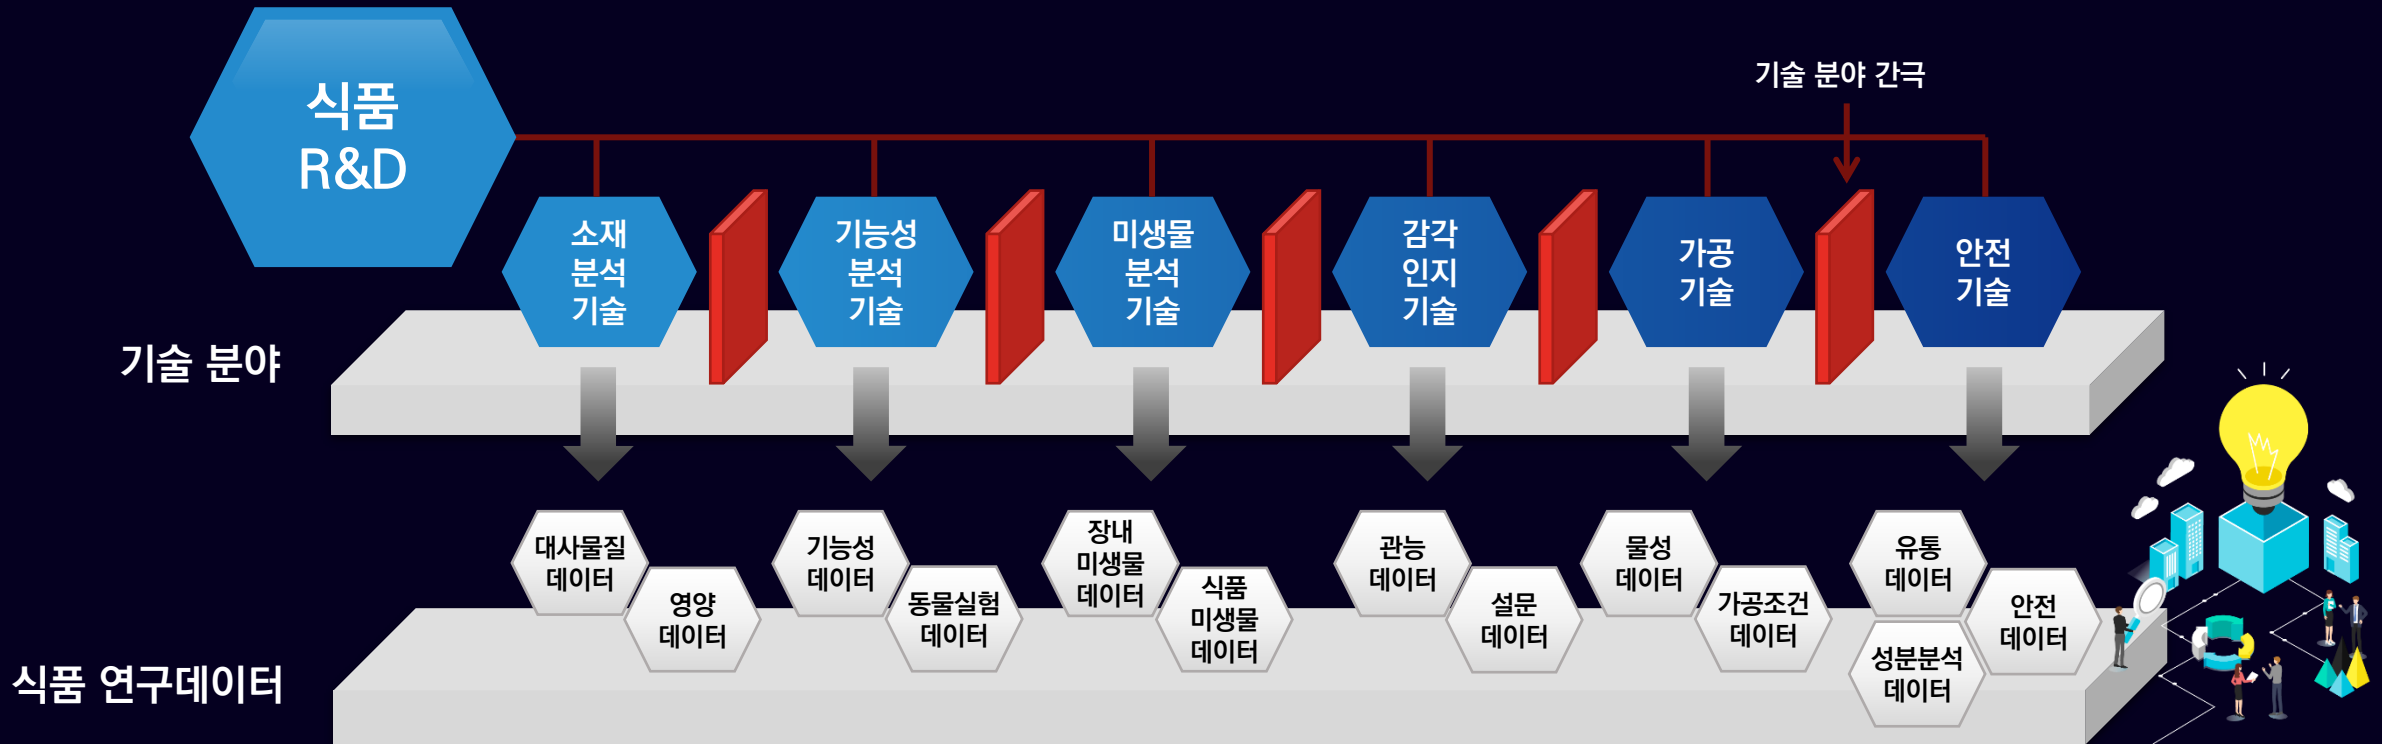 식품
R&D
기술 분야 간극
소재
분석
기술
기능성
분석
기술
미생물
분석
기술
감각
인지
기술
가공
기술
안전
기술
기술 분야
대사물질
데이터
영양
데이터
기능성
데이터
동물실험
데이터
장내
미생물
데이터
식품
미생물
데이터
관능
데이터
설문
데이터
물성
데이터
가공조건
데이터
유통
데이터
안전
데이터
성분분석
데이터
식품 연구데이터